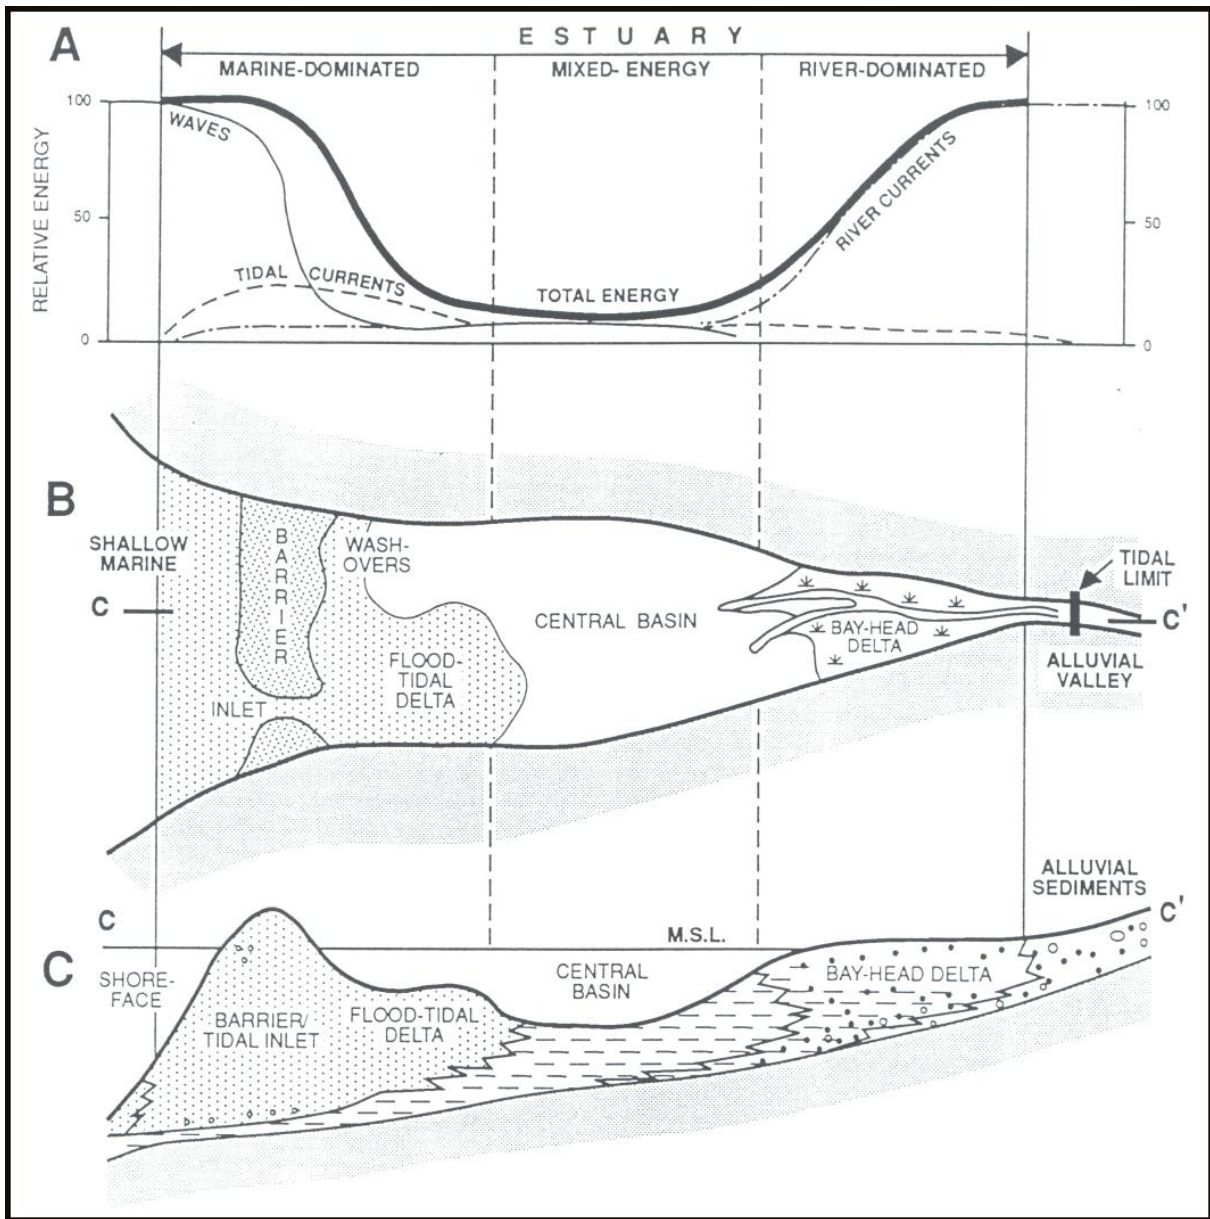 A
ESTUARY
MARINE-DOMINATED
MIXED- ENERGY
RIVER-DOMINATED
RELATIVE ENERGY
100
50
0
WAVES
TIDAL CURRENTS
TOTAL ENERGY
RIVER CURRENTS
100
50
0
B
SHALLOW
MARINE
C
BARRIER
WASH-
OVERS
INLET
FLOOD-
TIDAL
DELTA
CENTRAL BASIN
BAY-HEAD
DELTA
TIDAL
LIMIT
C'
ALLUVIAL
VALLEY
C
C
SHORE-
FACE
BARRIER/
TIDAL INLET
FLOOD-TIDAL
DELTA
M.S.L.
CENTRAL
BASIN
BAY-HEAD DELTA
ALLUVIAL
SEDIMENTS
C'